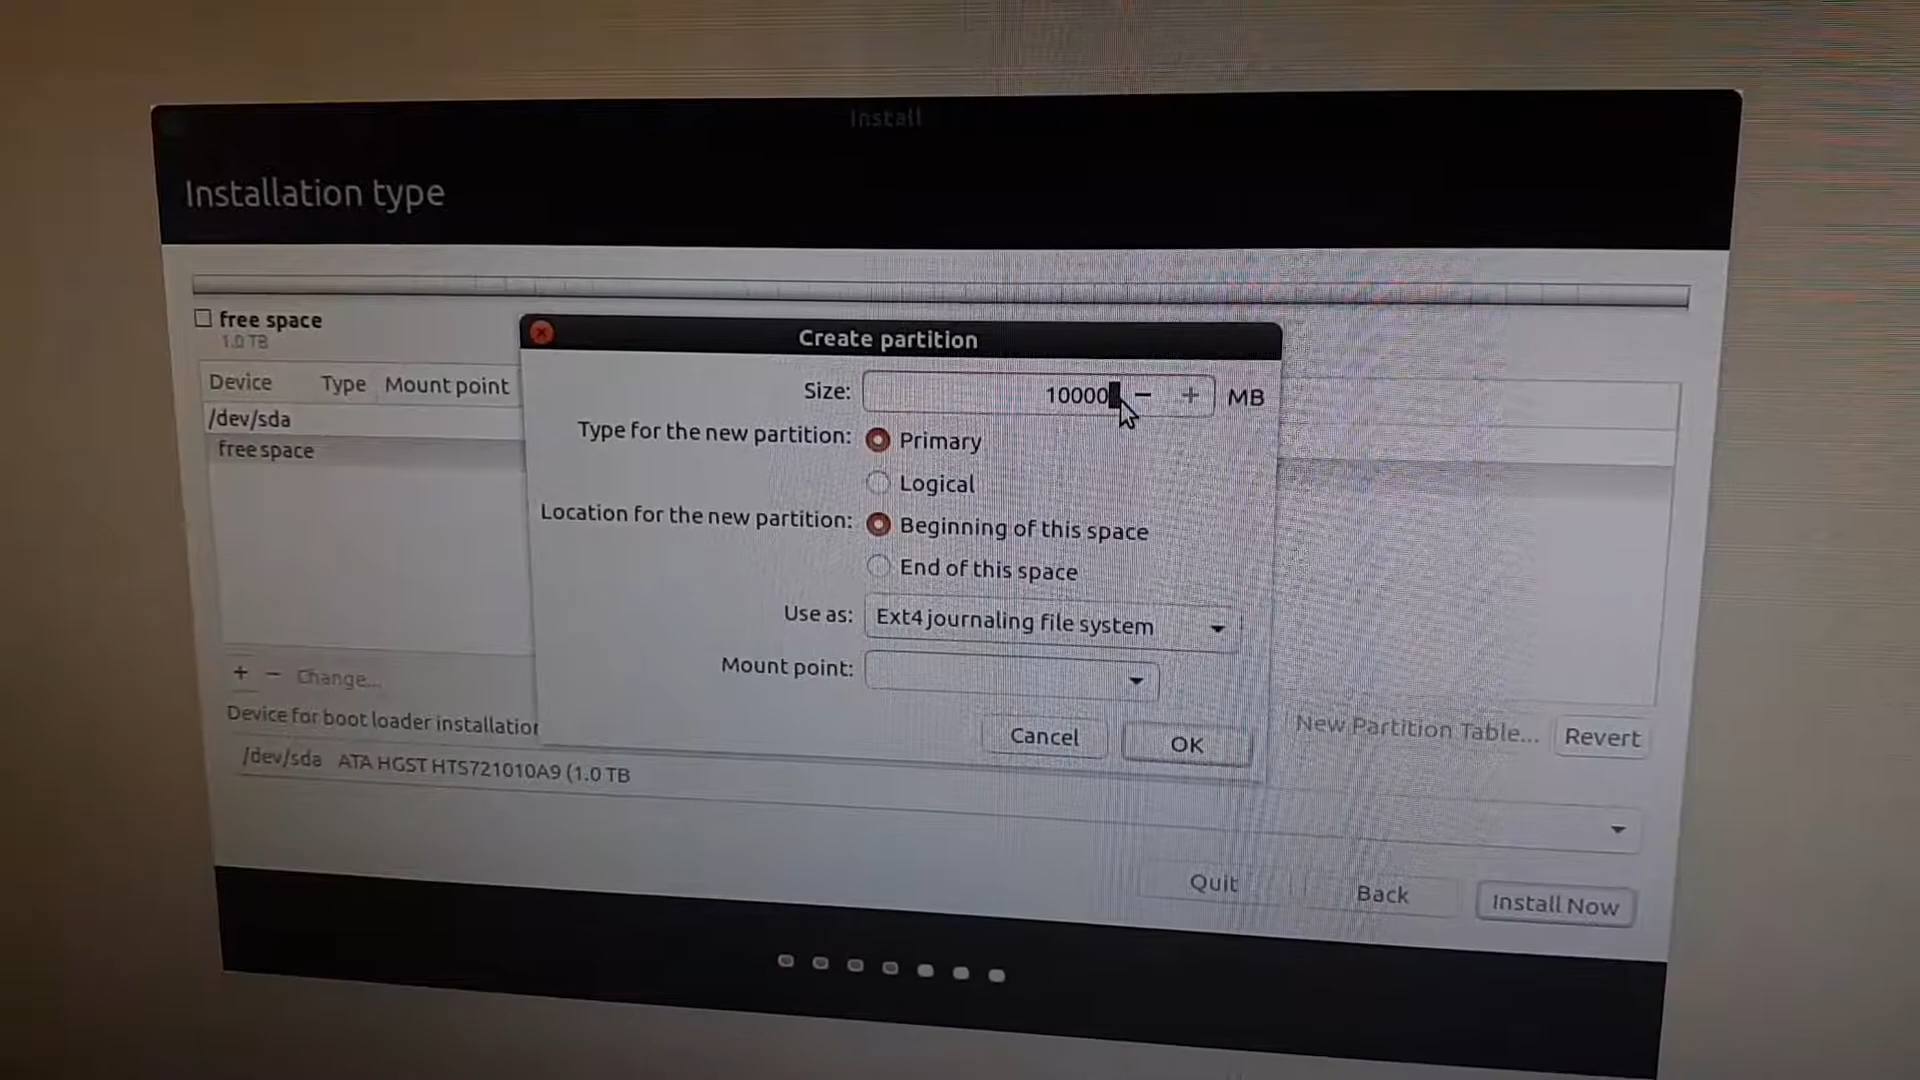 Install
Installation type
free space
1.0 TB
Device Type Mount point
/dev/sda
free space
+ − Change...
Device for boot loader installation
/dev/sda ATA HGST HTS721010A9 (1.0 TB
Create partition
Size: 10000 − + MB
Type for the new partition: Primary
Logical
Location for the new partition: Beginning of this space
End of this space
Use as: Ext4 journaling file system
Mount point:
Cancel OK
New Partition Table... Revert
Quit Back Install Now